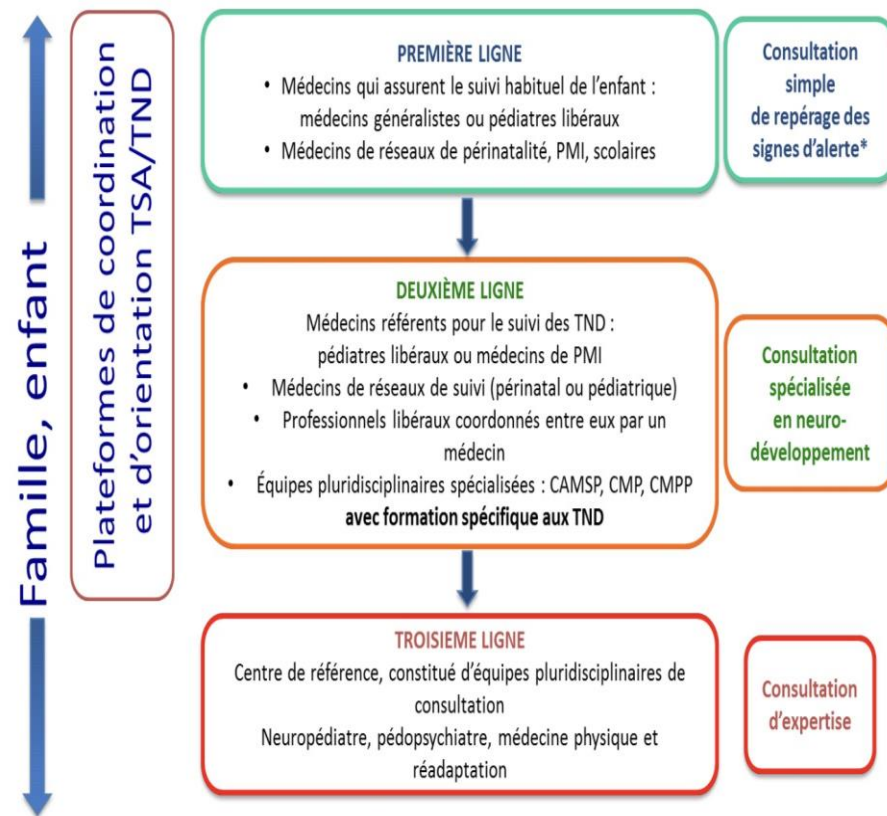 Famille, enfant
Plateformes de coordination
et d'orientation TSA/TND
PREMIÈRE LIGNE
• Médecins qui assurent le suivi habituel de l'enfant :
médecins généralistes ou pédiatres libéraux
• Médecins de réseaux de périnatalité, PMI, scolaires
Consultation
simple
de repérage des
signes d'alerte*
DEUXIÈME LIGNE
Médecins référents pour le suivi des TND :
pédiatres libéraux ou médecins de PMI
• Médecins de réseaux de suivi (périnatal ou pédiatrique)
• Professionnels libéraux coordonnés entre eux par un
médecin
• Équipes pluridisciplinaires spécialisées : CAMSP, CMP, CMPP
avec formation spécifique aux TND
Consultation
spécialisée
en neuro-
développement
TROISIEME LIGNE
Centre de référence, constitué d'équipes pluridisciplinaires de
consultation
Neuropédiatre, pédopsychiatre, médecine physique et
réadaptation
Consultation
d'expertise